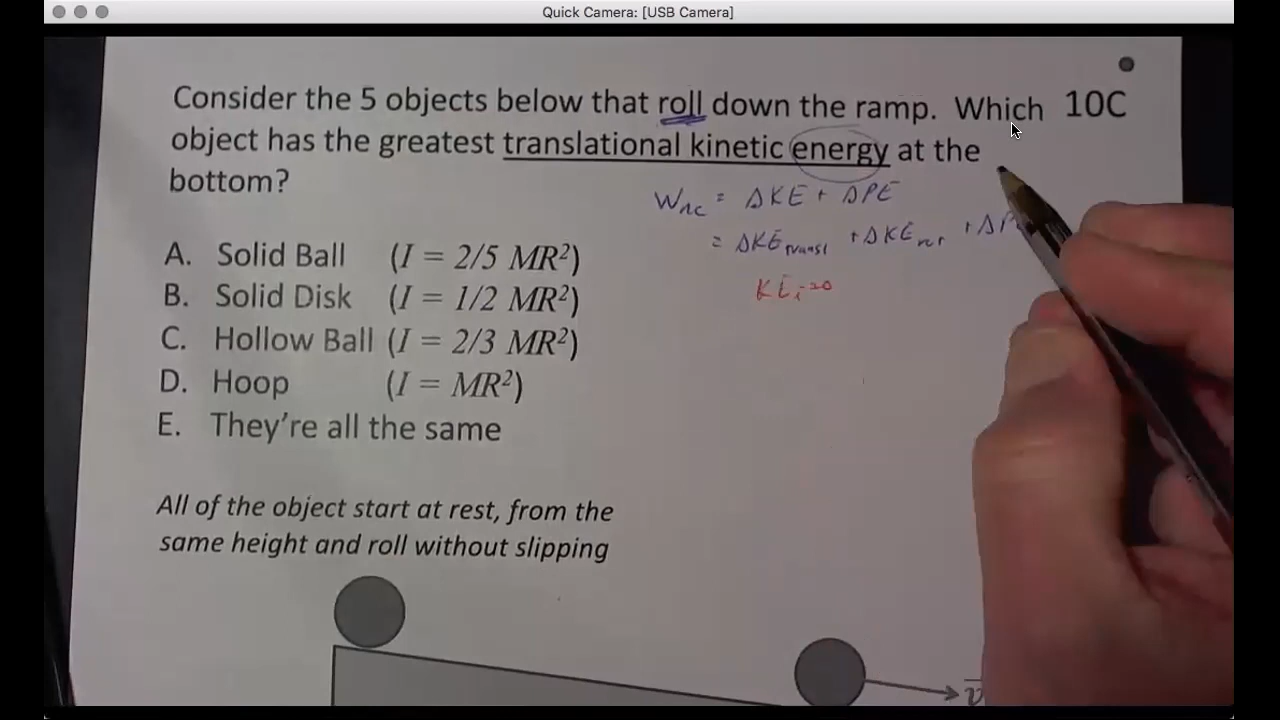 Quick Camera: [USB Camera]
Consider the 5 objects below that roll down the ramp. Which 10C
object has the greatest translational kinetic energy at the
bottom?
Wnc = ΔKE + ΔPE
= ΔKEtransl + ΔKErot + ΔP
KEi=0
A. Solid Ball (I = 2/5 MR²)
B. Solid Disk (I = 1/2 MR²)
C. Hollow Ball (I = 2/3 MR²)
D. Hoop (I = MR²)
E. They’re all the same
All of the object start at rest, from the
same height and roll without slipping
v